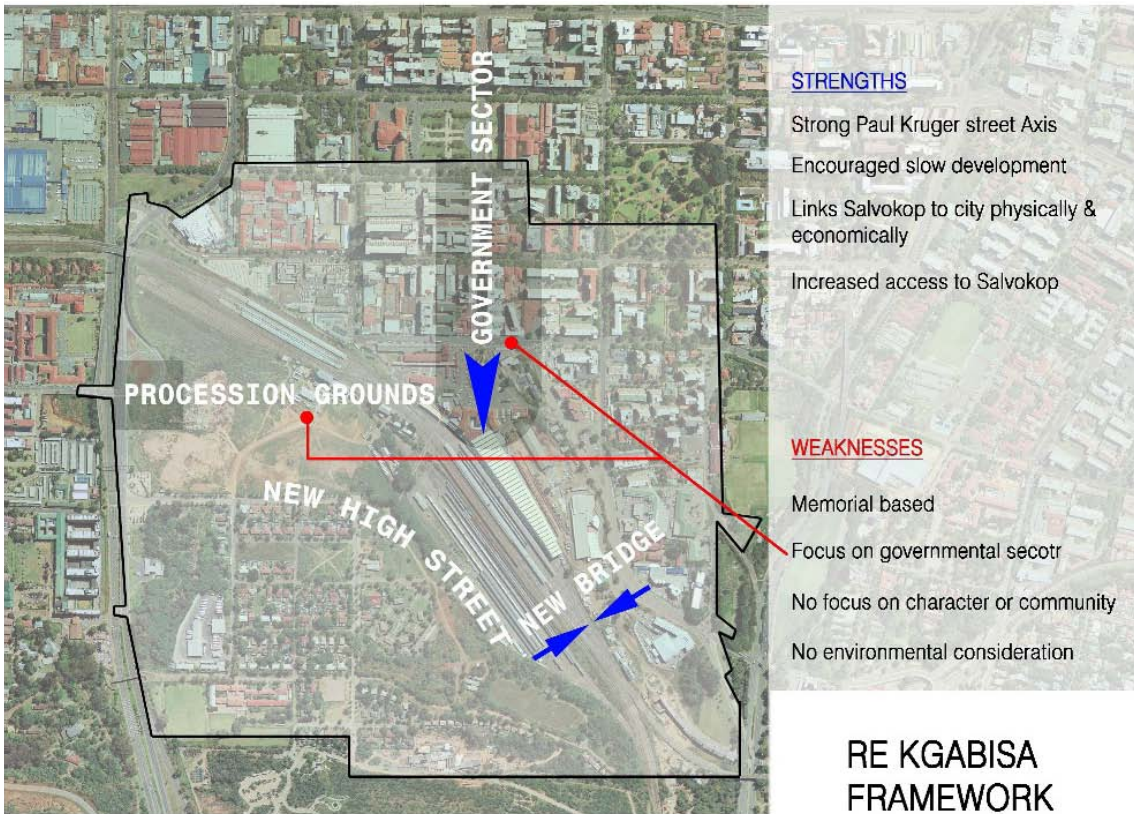 GOVERNMENT SECTOR
PROCESSION GROUNDS
NEW HIGH STREET
NEW BRIDGE
STRENGTHS
Strong Paul Kruger street Axis
Encouraged slow development
Links Salvokop to city physically &
economically
Increased access to Salvokop
WEAKNESSES
Memorial based
Focus on governmental secotr
No focus on character or community
No environmental consideration
RE KGABISA
FRAMEWORK